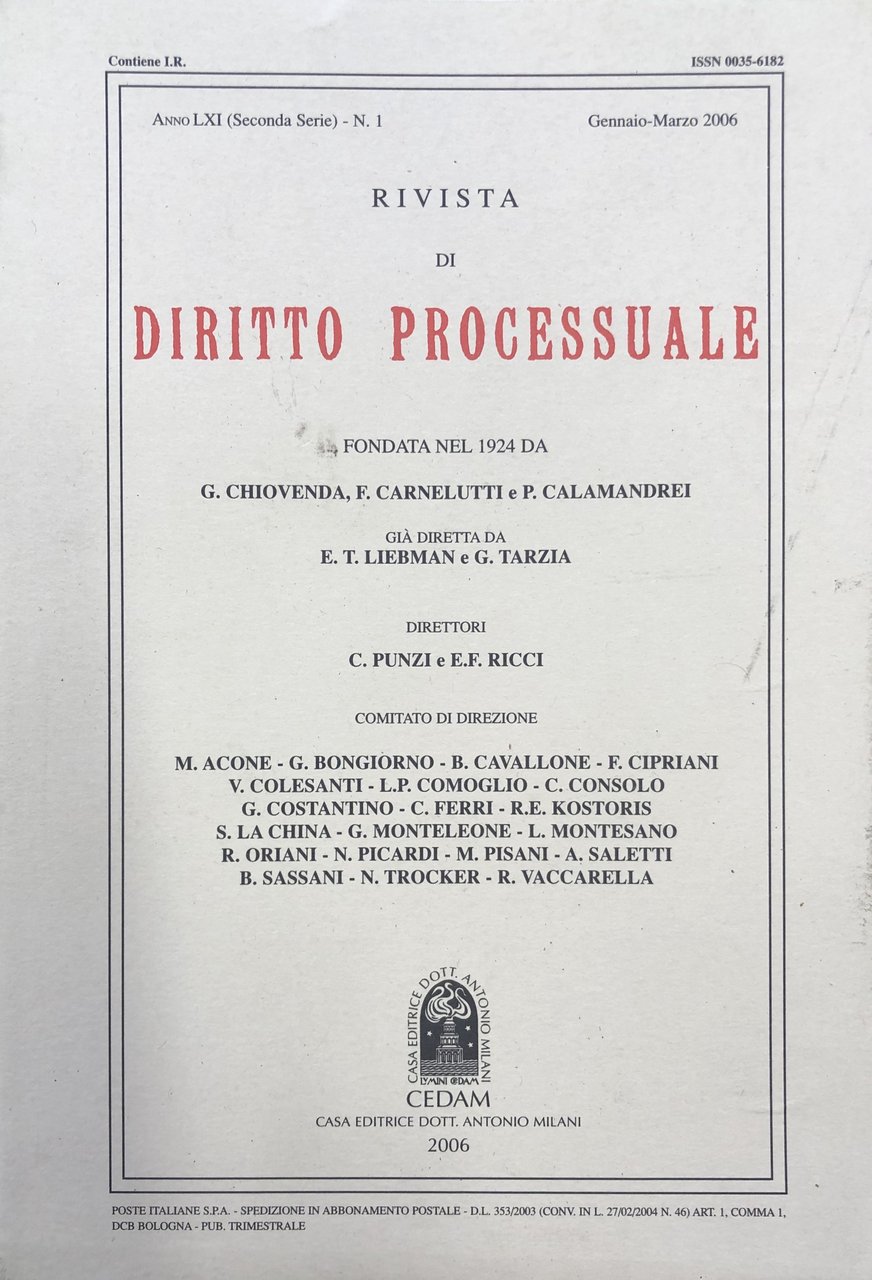 Contiene I.R.
ISSN 0035-6182
ANNO LXI (Seconda Serie) - N. 1
Gennaio-Marzo 2006
RIVISTA
DI
DIRITTO PROCESSUALE
FONDATA NEL 1924 DA
G. CHIOVENDA, F. CARNELUTTI e P. CALAMANDREI
GIÀ DIRETTA DA
E. T. LIEBMAN e G. TARZIA
DIRETTORI
C. PUNZI e E.F. RICCI
COMITATO DI DIREZIONE
M. ACONE - G. BONGIORNO - B. CAVALLONE - F. CIPRIANI
V. COLESANTI - L.P. COMOGLIO - C. CONSOLO
G. COSTANTINO - C. FERRI - R.E. KOSTORIS
S. LA CHINA - G. MONTELEONE - L. MONTESANO
R. ORIANI - N. PICARDI - M. PISANI - A. SALETTI
B. SASSANI - N. TROCKER - R. VACCARELLA
CASA EDITRICE DOTT. ANTONIO MILANI
LVMINI CEDAM
CEDAM
CASA EDITRICE DOTT. ANTONIO MILANI
2006
POSTE ITALIANE S.P.A. - SPEDIZIONE IN ABBONAMENTO POSTALE - D.L. 353/2003 (CONV. IN L. 27/02/2004 N. 46) ART. 1, COMMA 1,
DCB BOLOGNA - PUB. TRIMESTRALE